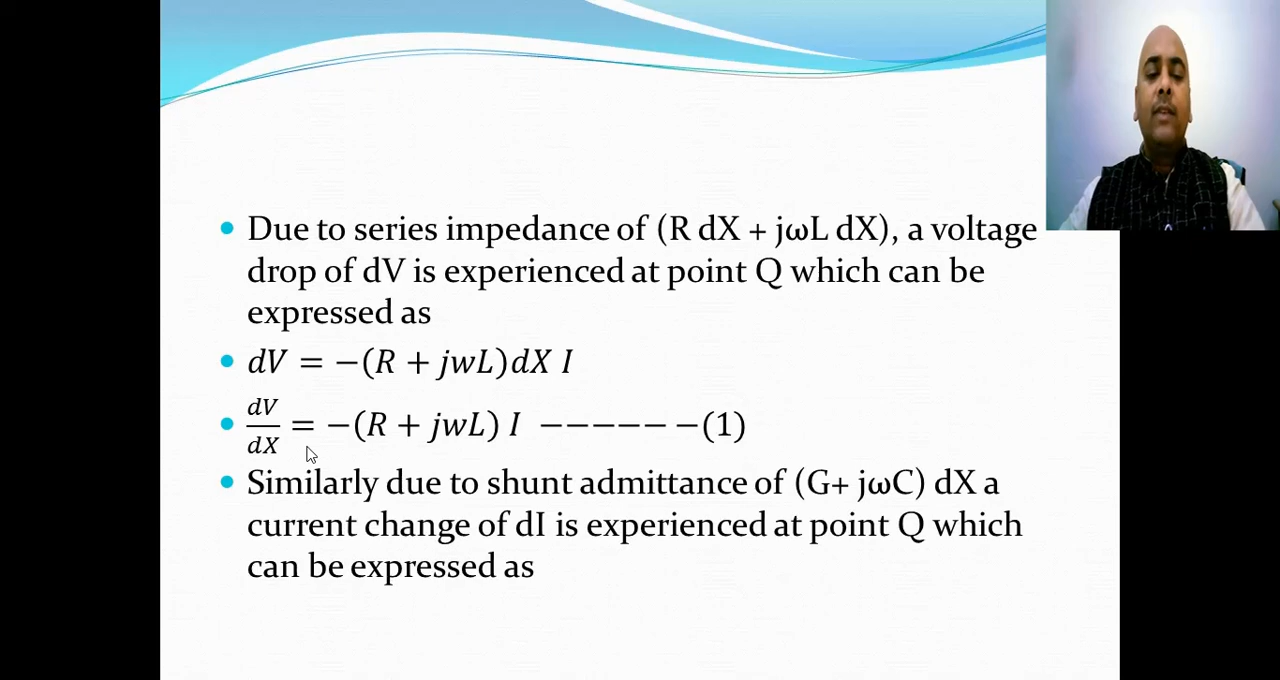 • Due to series impedance of (R dX + jωL dX), a voltage
drop of dV is experienced at point Q which can be
expressed as
• dV = −(R + jwL)dX I
• dV/dX = −(R + jwL) I −−−−−− −(1)
• Similarly due to shunt admittance of (G+ jωC) dX a
current change of dI is experienced at point Q which
can be expressed as